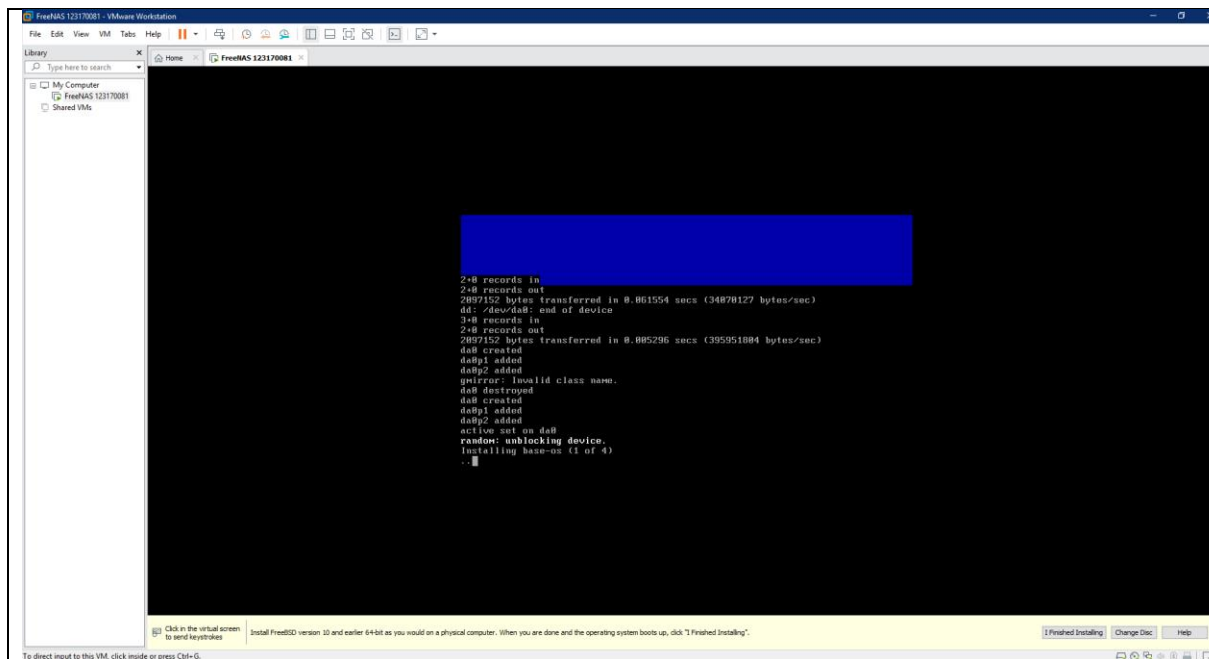 FreeNAS 123170081 - VMware Workstation
File Edit View VM Tabs Help
Library
Type here to search
My Computer
FreeNAS 123170081
Shared VMs
Home
FreeNAS 123170081
2+0 records in
2+0 records out
2097152 bytes transferred in 0.061554 secs (34070127 bytes/sec)
dd: /dev/da0: end of device
3+0 records in
2+0 records out
2097152 bytes transferred in 0.005296 secs (395951804 bytes/sec)
da0 created
da0p1 added
da0p2 added
gmirror: Invalid class name.
da0 destroyed
da0 created
da0p1 added
da0p2 added
active set on da0
random: unblocking device.
Installing base-os (1 of 4)
..
Click in the virtual screen
to send keystrokes
Install FreeBSD version 10 and earlier 64-bit as you would on a physical computer. When you are done and the operating system boots up, click "I Finished Installing".
I Finished Installing
Change Disc
Help
To direct input to this VM, click inside or press Ctrl+G.